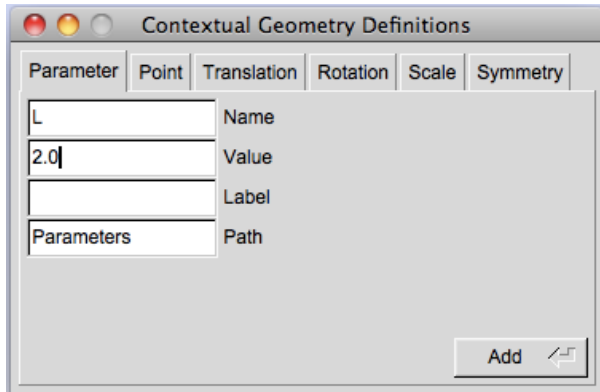 Contextual Geometry Definitions
Parameter Point Translation Rotation Scale Symmetry
L Name
2.0 Value
Label
Parameters Path
Add